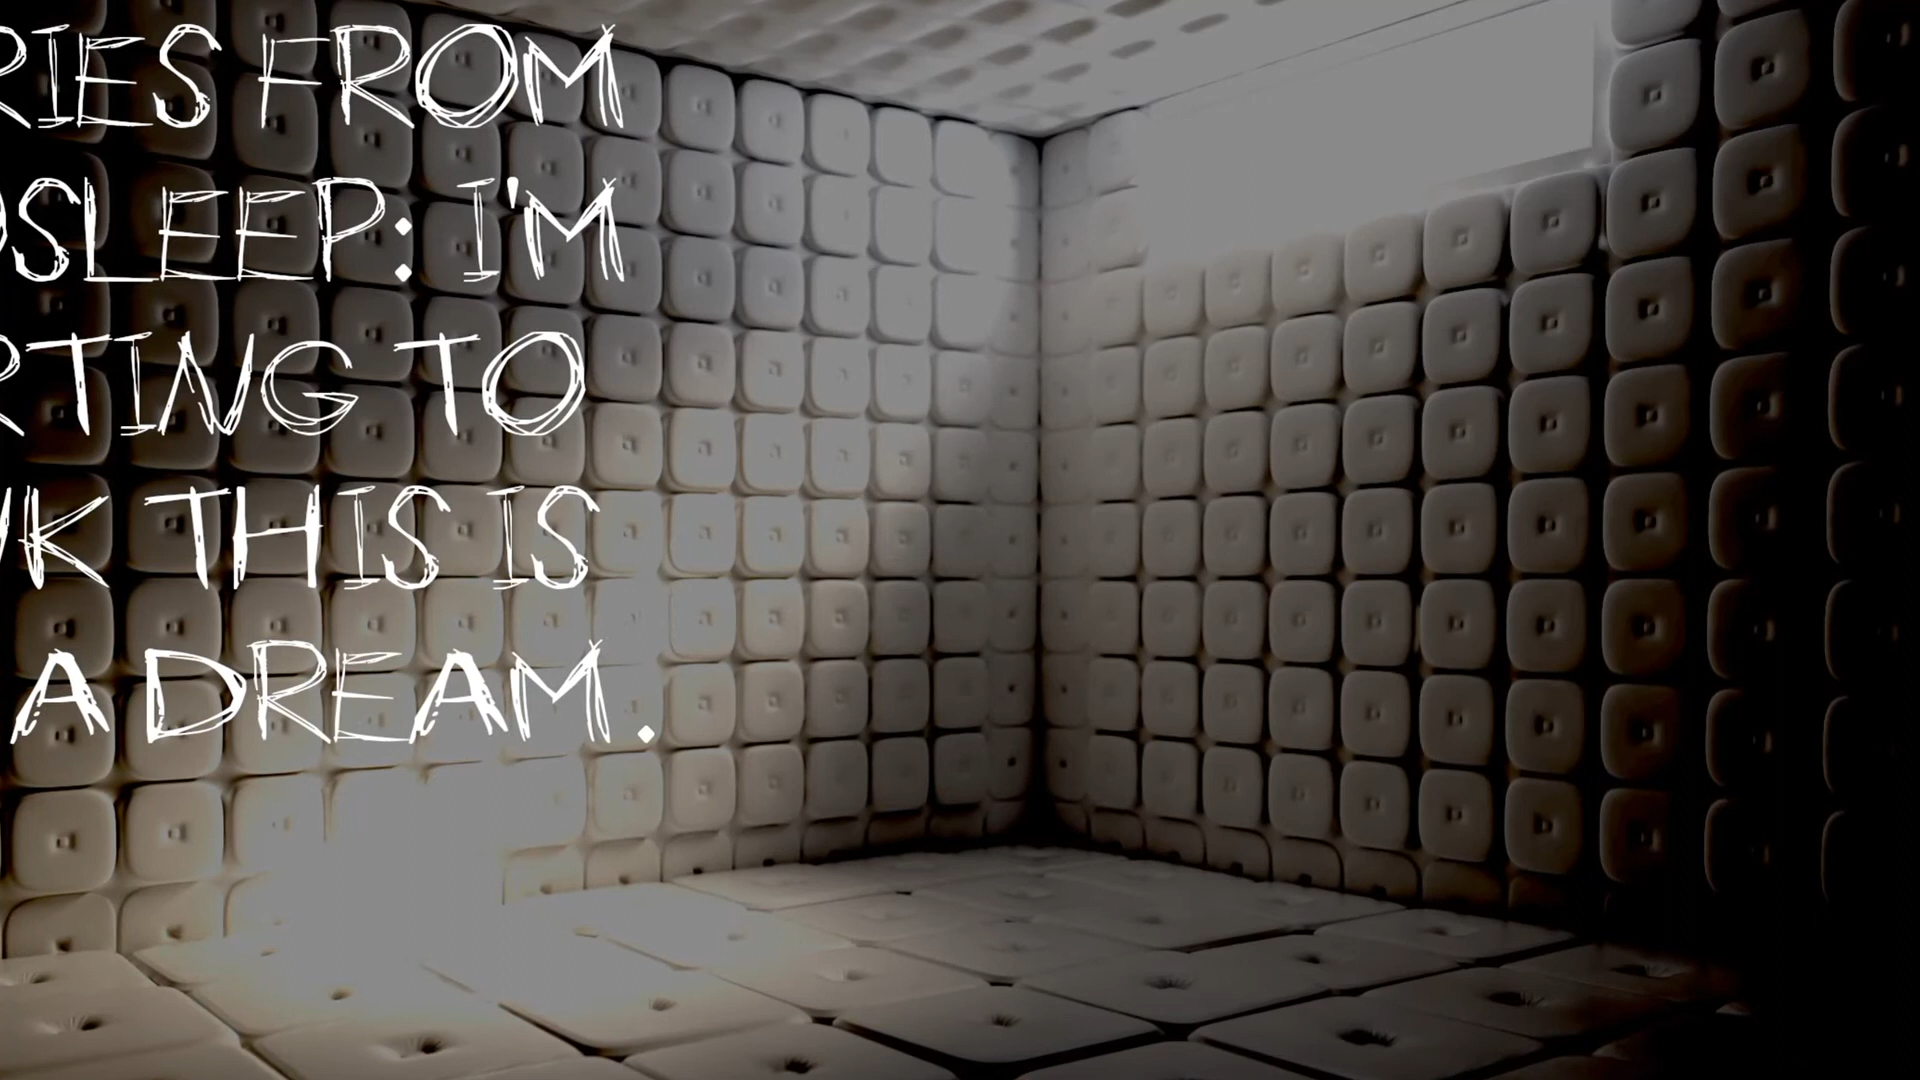 RIES FROM
SLEEP: I'M
RTING TO
K THIS IS
A DREAM.